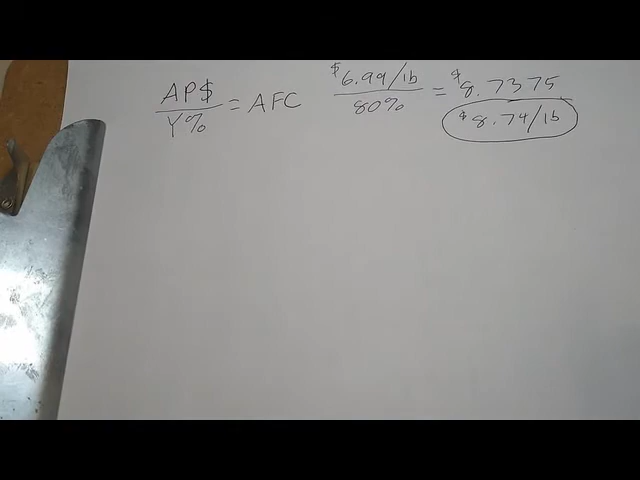 AP$ / Y% = AFC
$6.99/lb / 80% = $8.7375
$8.74/lb